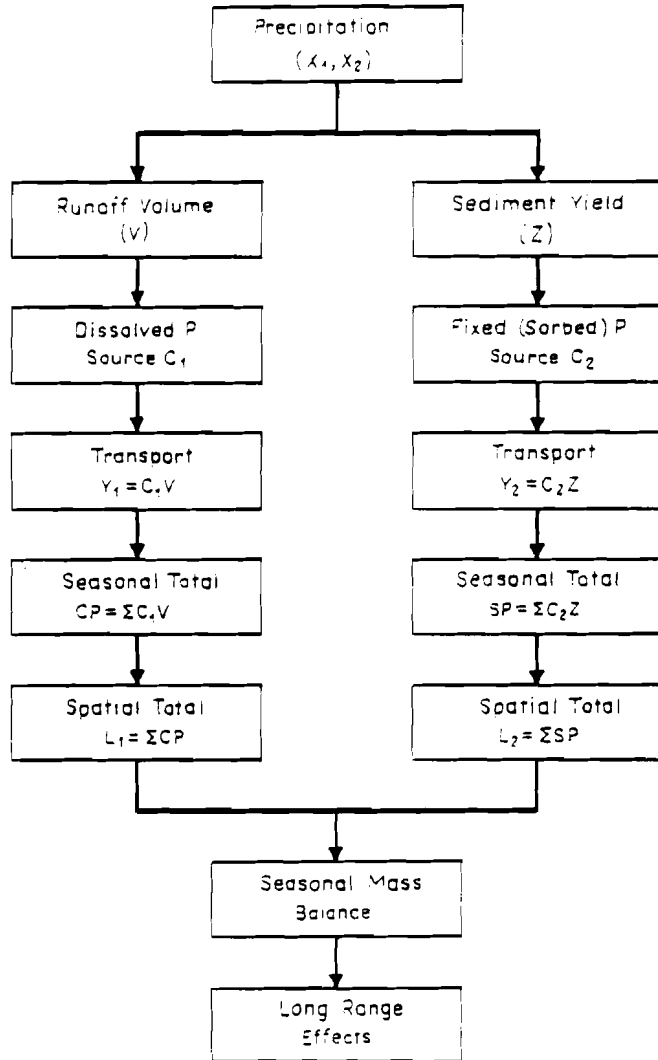 Precipitation
(X₁, X₂)
Runoff Volume
(V)
Sediment Yield
(Z)
Dissolved P
Source C₁
Fixed (Sorbed) P
Source C₂
Transport
Y₁ = C₁V
Transport
Y₂ = C₂Z
Seasonal Total
CP = ΣC₁V
Seasonal Total
SP = ΣC₂Z
Spatial Total
L₁ = ΣCP
Spatial Total
L₂ = ΣSP
Seasonal Mass
Balance
Long Range
Effects